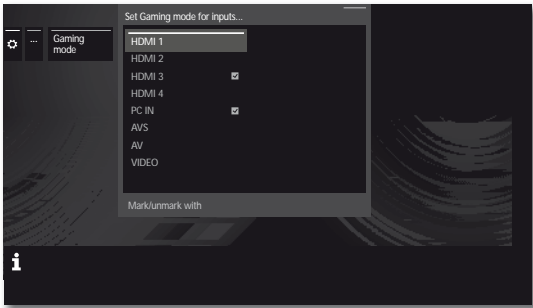 Set Gaming mode for inputs...
...
Gaming
mode
HDMI 1
HDMI 2
HDMI 3
HDMI 4
PC IN
AVS
AV
VIDEO
Mark/unmark with
i